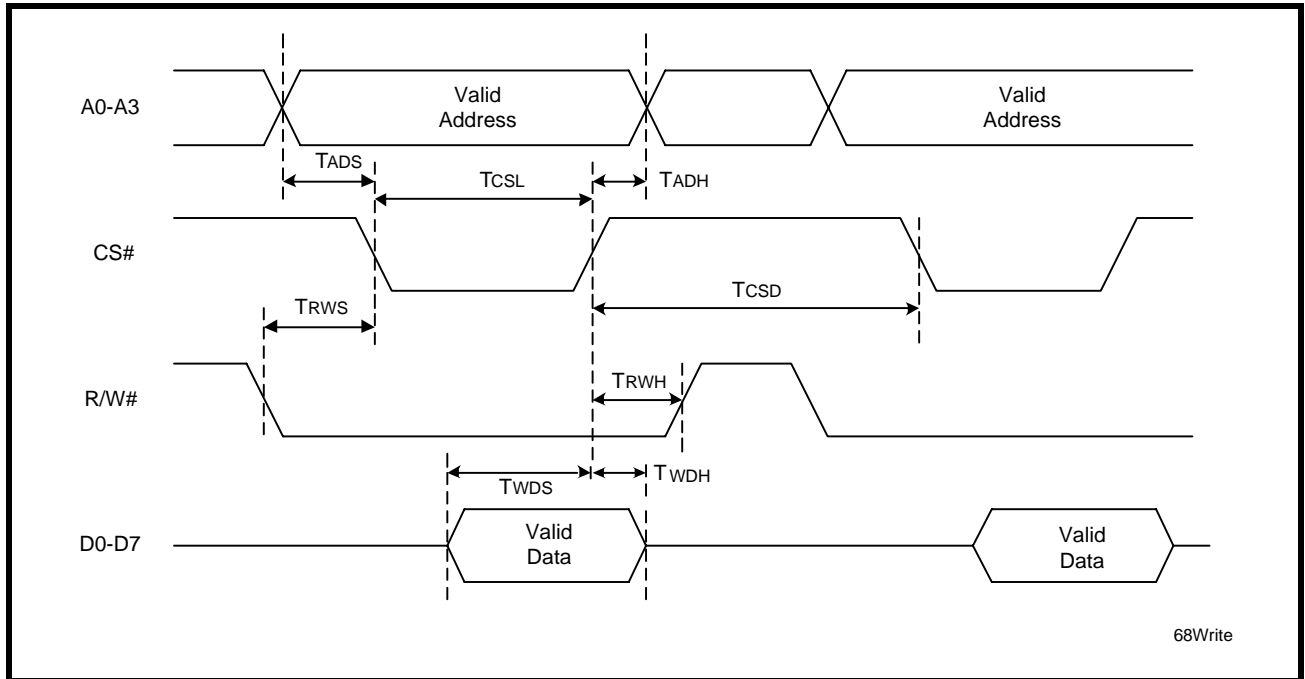 A0-A3
Valid
Address
Valid
Address
TADS
TCSL
TADH
CS#
TCSD
TRWS
R/W#
TRWH
TWDS
TWDH
D0-D7
Valid
Data
Valid
Data
68Write